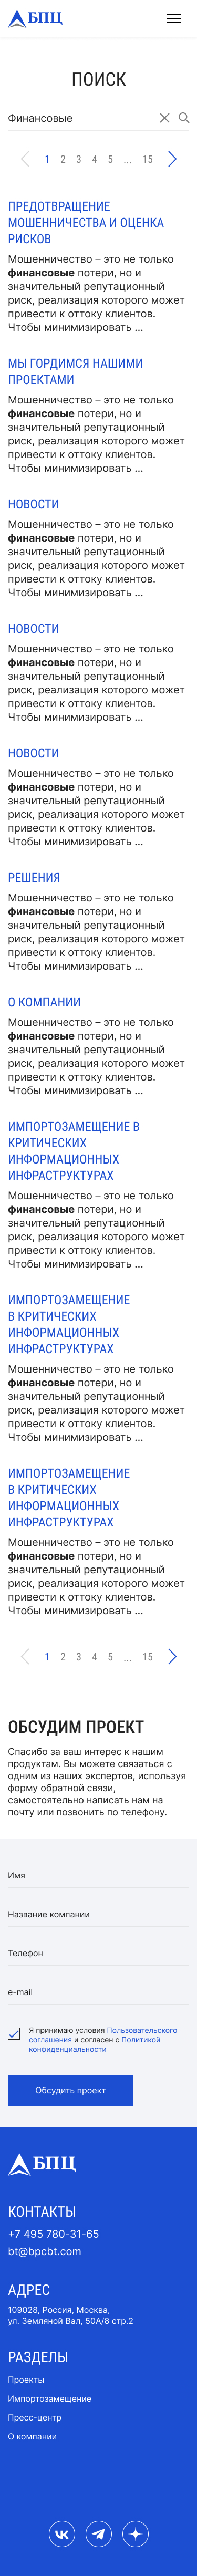 БПЦ
ПОИСК
Финансовые
1 2 3 4 5 ... 15
ПРЕДОТВРАЩЕНИЕ
МОШЕННИЧЕСТВА И ОЦЕНКА
РИСКОВ
Мошенничество – это не только
финансовые потери, но и
значительный репутационный
риск, реализация которого может
привести к оттоку клиентов.
Чтобы минимизировать ...
МЫ ГОРДИМСЯ НАШИМИ
ПРОЕКТАМИ
Мошенничество – это не только
финансовые потери, но и
значительный репутационный
риск, реализация которого может
привести к оттоку клиентов.
Чтобы минимизировать ...
НОВОСТИ
Мошенничество – это не только
финансовые потери, но и
значительный репутационный
риск, реализация которого может
привести к оттоку клиентов.
Чтобы минимизировать ...
НОВОСТИ
Мошенничество – это не только
финансовые потери, но и
значительный репутационный
риск, реализация которого может
привести к оттоку клиентов.
Чтобы минимизировать ...
НОВОСТИ
Мошенничество – это не только
финансовые потери, но и
значительный репутационный
риск, реализация которого может
привести к оттоку клиентов.
Чтобы минимизировать ...
РЕШЕНИЯ
Мошенничество – это не только
финансовые потери, но и
значительный репутационный
риск, реализация которого может
привести к оттоку клиентов.
Чтобы минимизировать ...
О КОМПАНИИ
Мошенничество – это не только
финансовые потери, но и
значительный репутационный
риск, реализация которого может
привести к оттоку клиентов.
Чтобы минимизировать ...
ИМПОРТОЗАМЕЩЕНИЕ В
КРИТИЧЕСКИХ
ИНФОРМАЦИОННЫХ
ИНФРАСТРУКТУРАХ
Мошенничество – это не только
финансовые потери, но и
значительный репутационный
риск, реализация которого может
привести к оттоку клиентов.
Чтобы минимизировать ...
ИМПОРТОЗАМЕЩЕНИЕ
В КРИТИЧЕСКИХ
ИНФОРМАЦИОННЫХ
ИНФРАСТРУКТУРАХ
Мошенничество – это не только
финансовые потери, но и
значительный репутационный
риск, реализация которого может
привести к оттоку клиентов.
Чтобы минимизировать ...
ИМПОРТОЗАМЕЩЕНИЕ
В КРИТИЧЕСКИХ
ИНФОРМАЦИОННЫХ
ИНФРАСТРУКТУРАХ
Мошенничество – это не только
финансовые потери, но и
значительный репутационный
риск, реализация которого может
привести к оттоку клиентов.
Чтобы минимизировать ...
1 2 3 4 5 ... 15
ОБСУДИМ ПРОЕКТ
Спасибо за ваш интерес к нашим
продуктам. Вы можете связаться с
одним из наших экспертов, используя
форму обратной связи,
самостоятельно написать нам на
почту или позвонить по телефону.
Имя
Название компании
Телефон
e-mail
Я принимаю условия Пользовательского
соглашения и согласен с Политикой
конфиденциальности
Обсудить проект
БПЦ
КОНТАКТЫ
+7 495 780-31-65
bt@bpcbt.com
АДРЕС
109028, Россия, Москва,
ул. Земляной Вал, 50А/8 стр.2
РАЗДЕЛЫ
Проекты
Импортозамещение
Пресс-центр
О компании